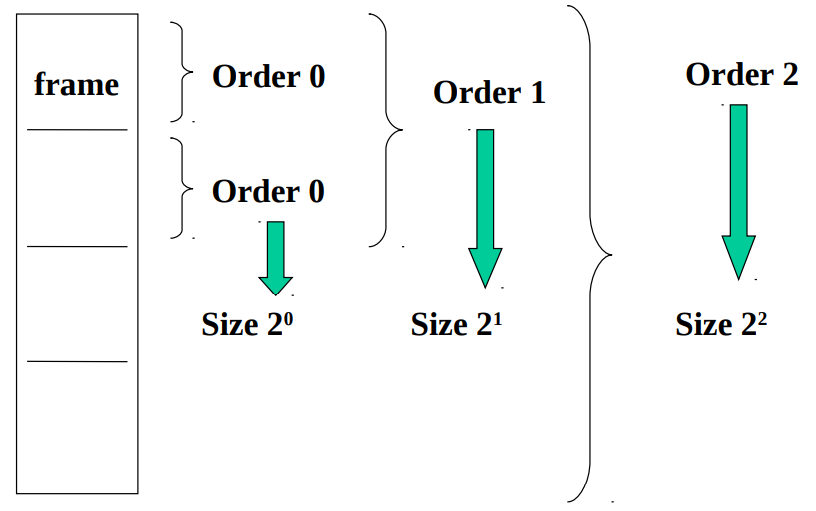 frame
Order 0
Order 1
Order 2
Order 0
Size 2⁰
Size 2¹
Size 2²